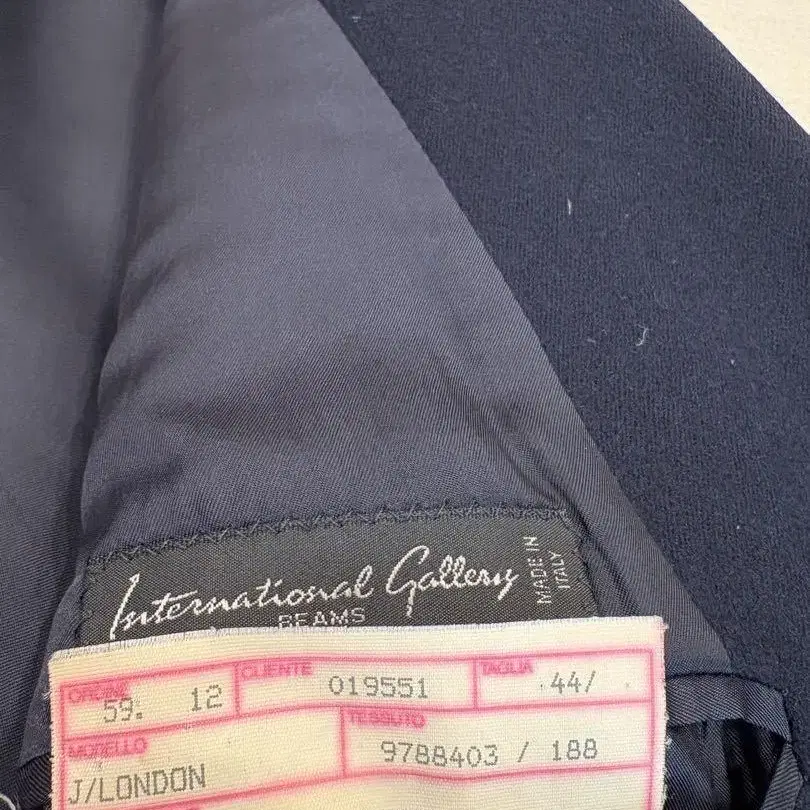 International Gallery
BEAMS
MADE IN
ITALY
ORDINE
59. 12
CLIENTE
019551
TAGLIA
44/
MODELLO
J/LONDON
TESSUTO
9788403 / 188